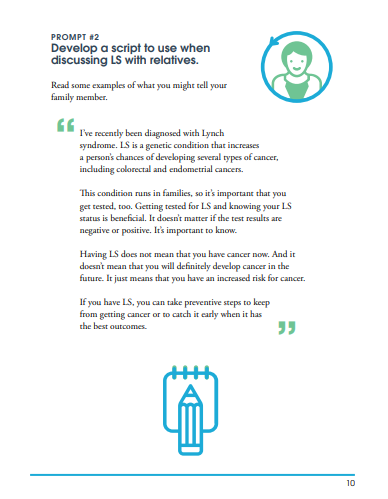 PROMPT #2
Develop a script to use when
discussing LS with relatives.
Read some examples of what you might tell your
family member.
“
I've recently been diagnosed with Lynch
syndrome. LS is a genetic condition that increases
a person's chances of developing several types of cancer,
including colorectal and endometrial cancers.
This condition runs in families, so it's important that you
get tested, too. Getting tested for LS and knowing your LS
status is beneficial. It doesn't matter if the test results are
negative or positive. It's important to know.
Having LS does not mean that you have cancer now. And it
doesn't mean that you will definitely develop cancer in the
future. It just means that you have an increased risk for cancer.
If you have LS, you can take preventive steps to keep
from getting cancer or to catch it early when it has
the best outcomes.
”
10